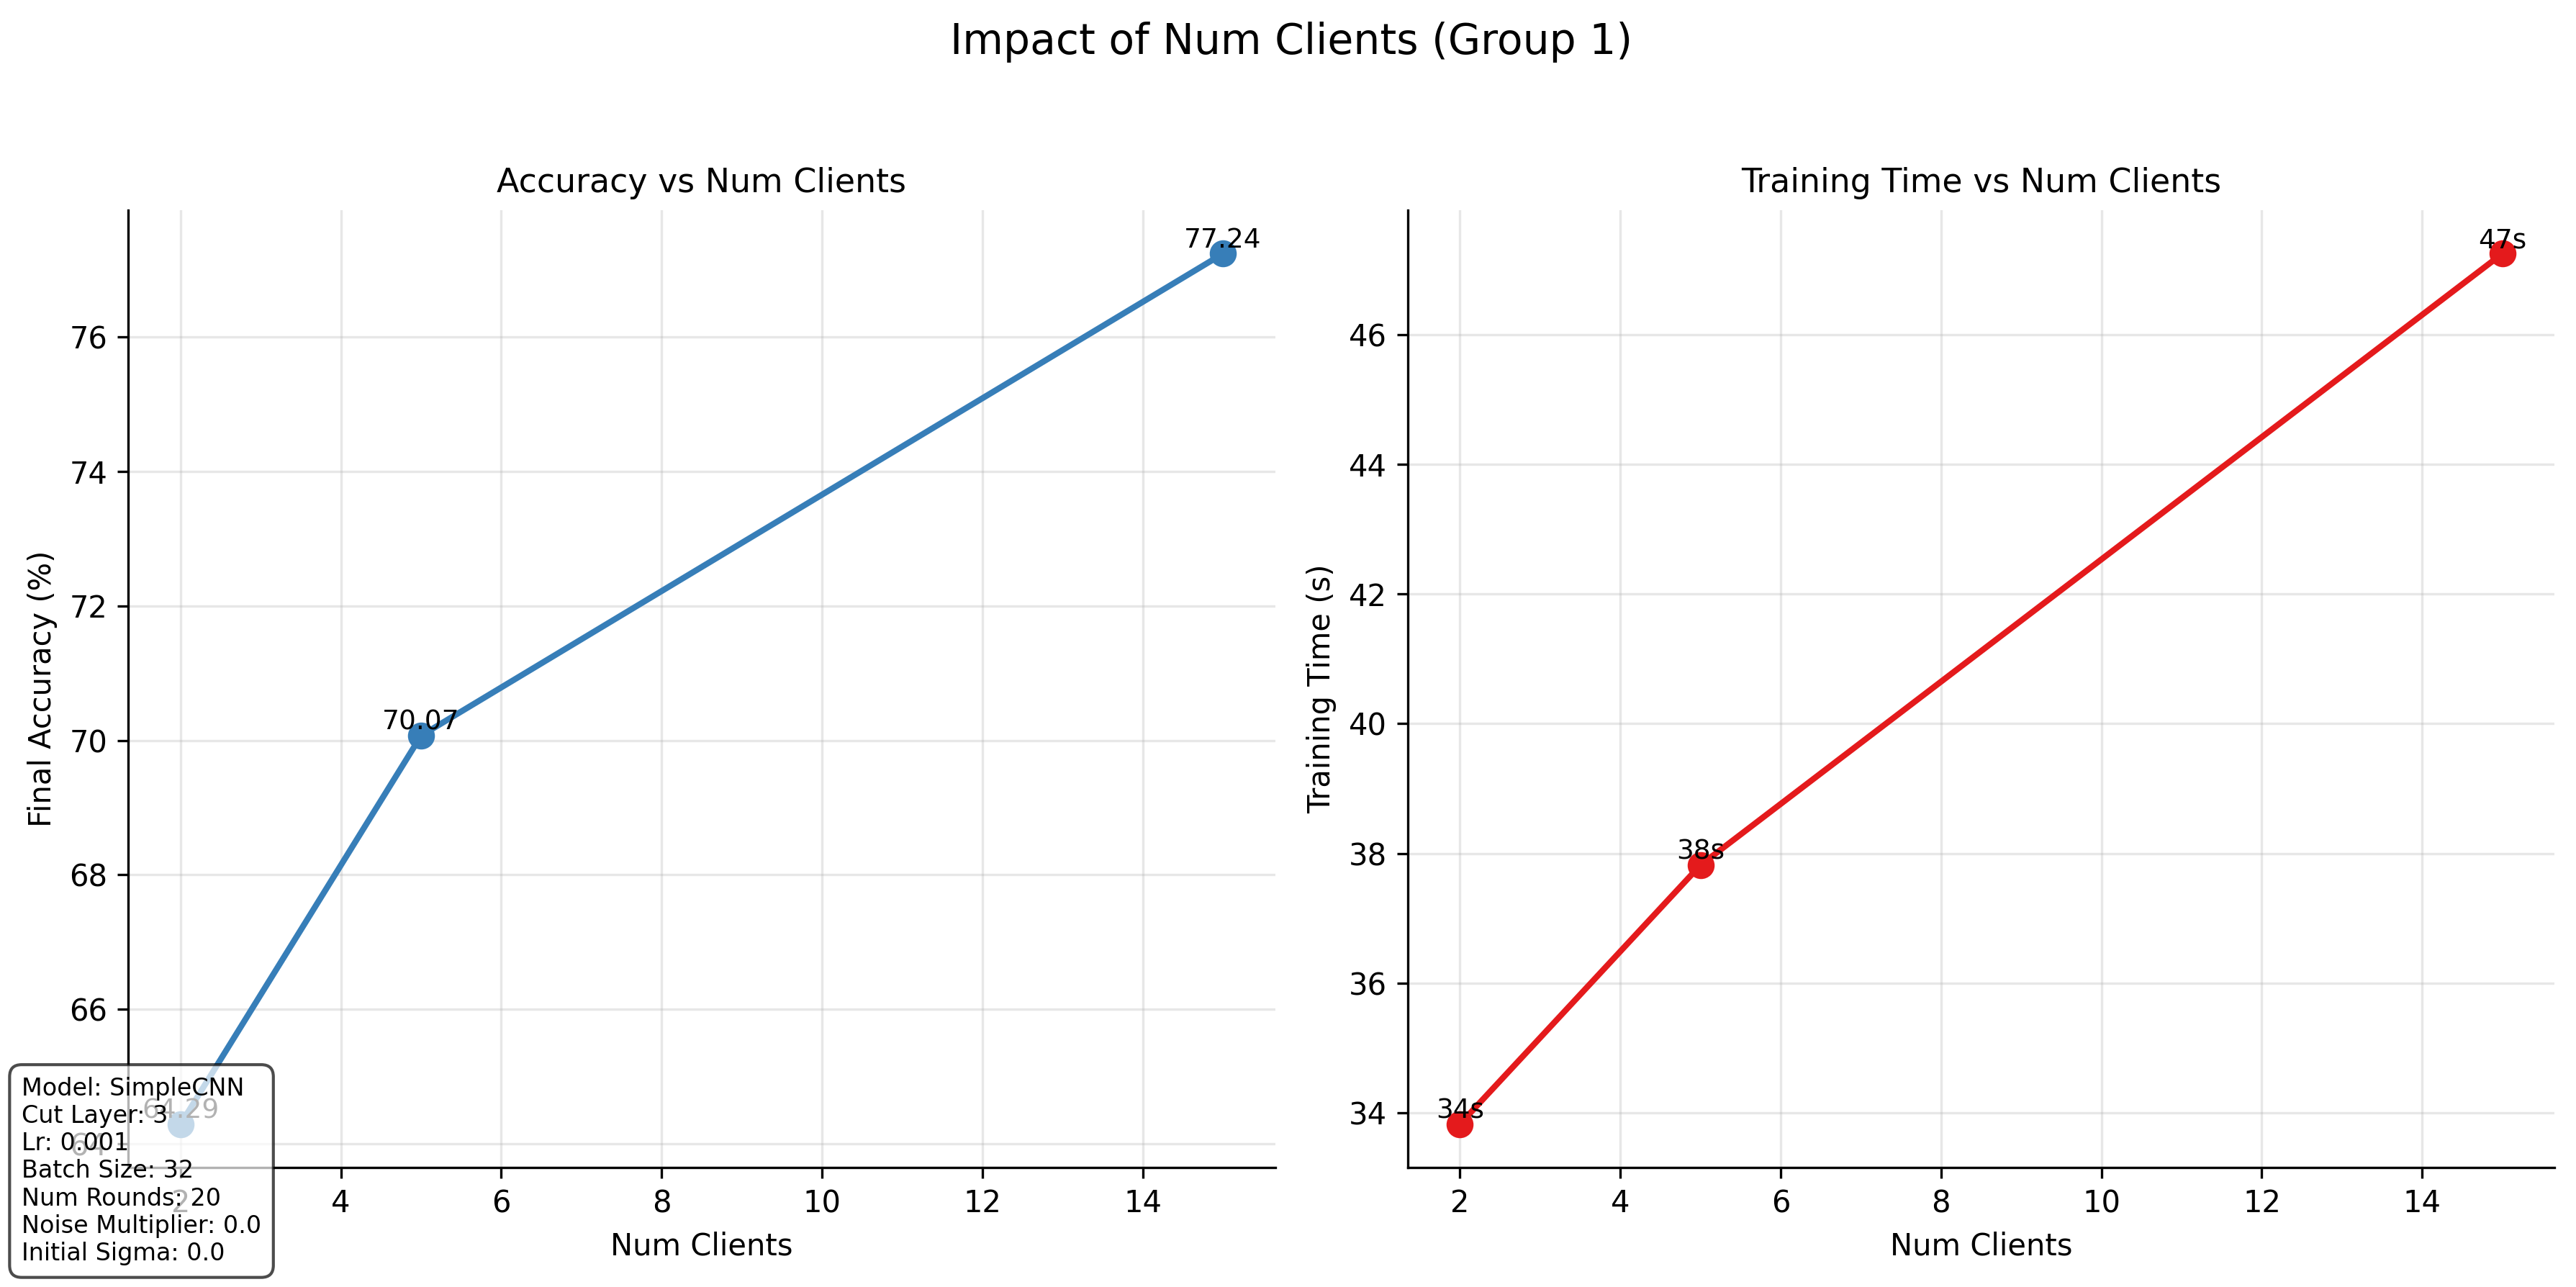 Impact of Num Clients (Group 1)
Accuracy vs Num Clients
77.24
70.07
64.29
76
74
72
70
68
66
64
Final Accuracy (%)
2
4
6
8
10
12
14
Num Clients
Model: SimpleCNN
Cut Layer: 3
Lr: 0.001
Batch Size: 32
Num Rounds: 20
Noise Multiplier: 0.0
Initial Sigma: 0.0
Training Time vs Num Clients
47s
38s
34s
46
44
42
40
38
36
34
Training Time (s)
2
4
6
8
10
12
14
Num Clients